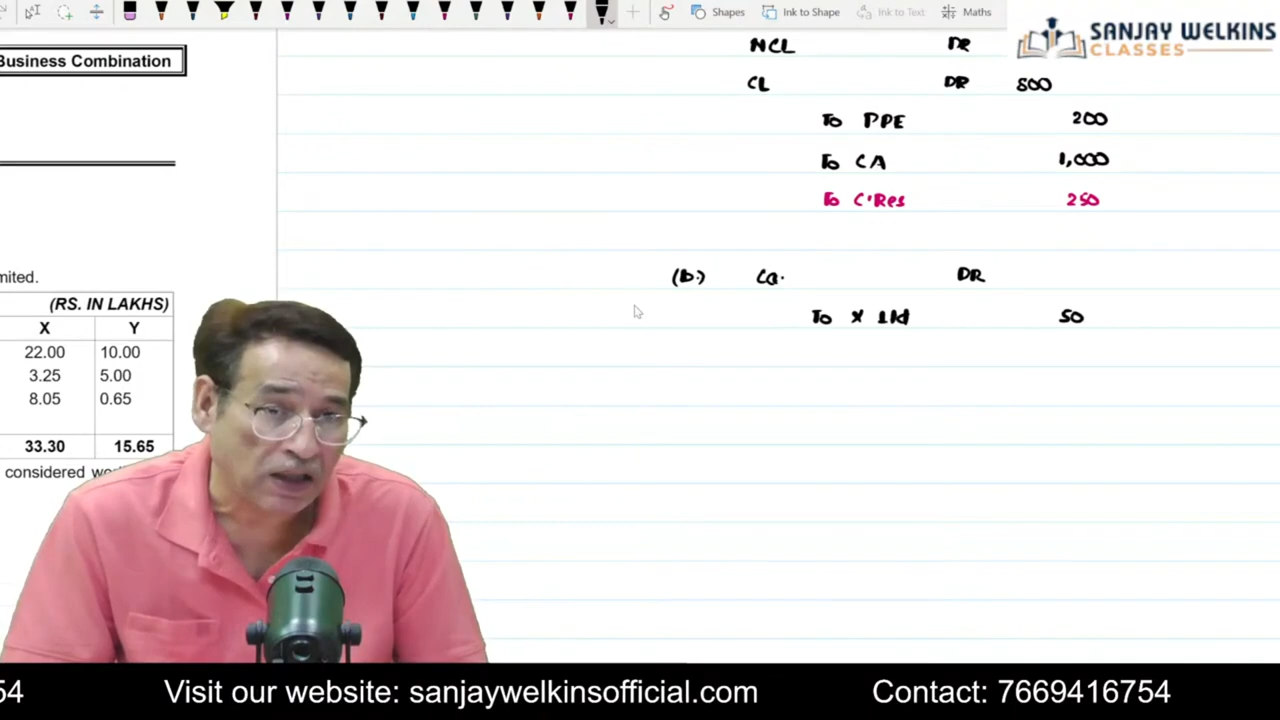 Shapes Ink to Shape Ink to Text Maths
SANJAY WELKINS
CLASSES
Business Combination
mited.
(RS. IN LAKHS)
X Y
22.00 10.00
3.25 5.00
8.05 0.65
33.30 15.65
considered
NCL DR
CL DR 800
To PPE 200
To CA 1,000
To C'Res 250
(b.) Ca. DR
To X Ltd 50
54 Visit our website: sanjaywelkinsofficial.com Contact: 7669416754